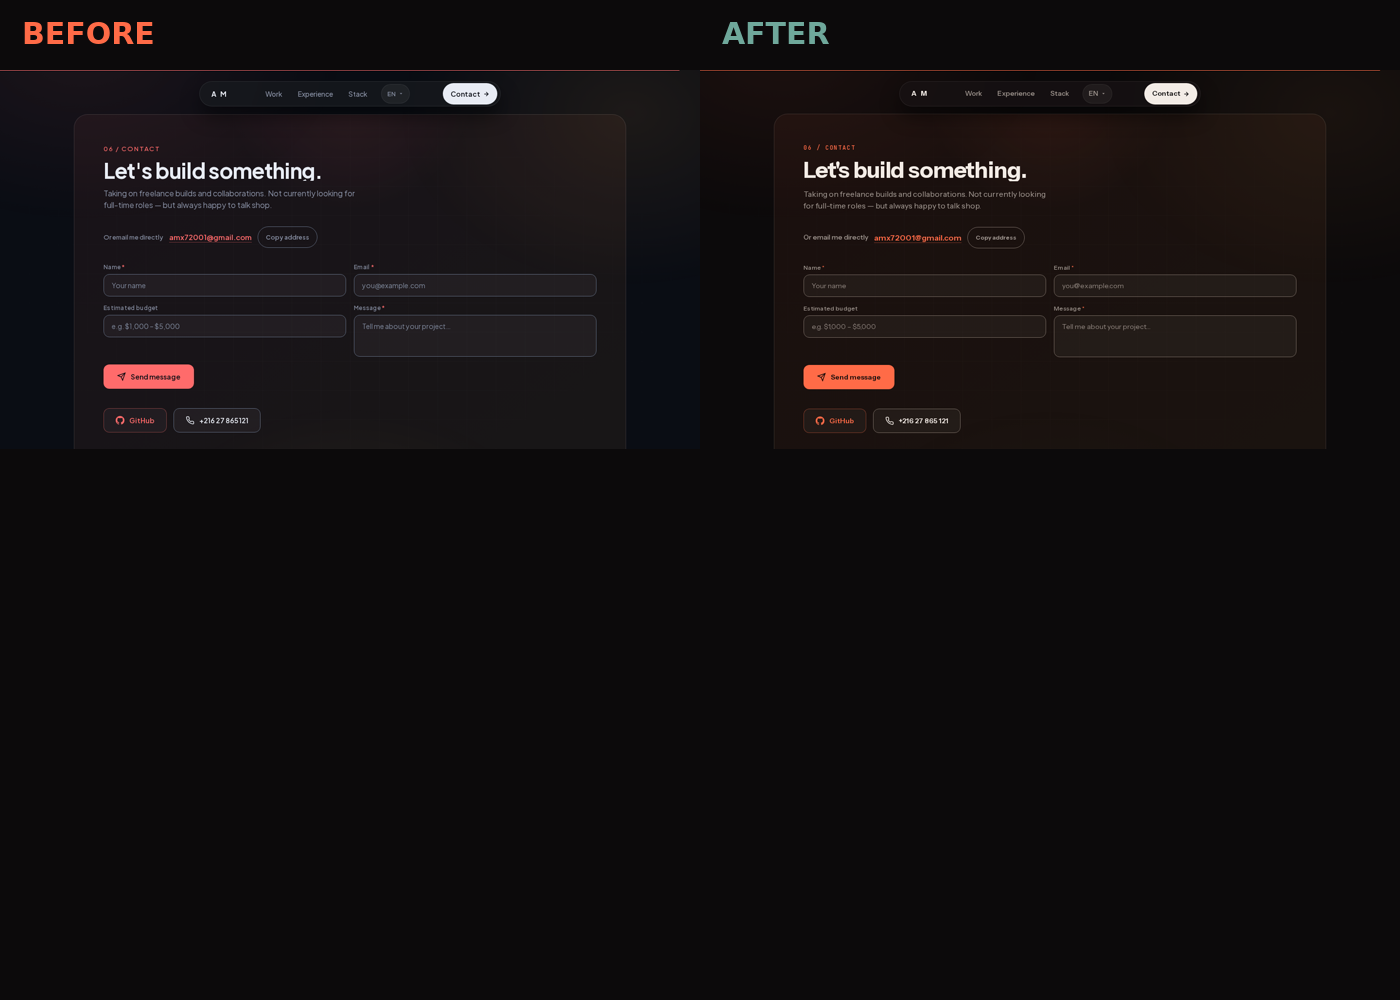 BEFORE
AFTER
A M Work Experience Stack EN Contact →
06 / CONTACT
Let's build something.
Taking on freelance builds and collaborations. Not currently looking for
full-time roles — but always happy to talk shop.
Or email me directly amx72001@gmail.com Copy address
Name * Email *
Your name you@example.com
Estimated budget Message *
e.g. $1,000 – $5,000 Tell me about your project...
Send message
GitHub +216 27 865 121
A M Work Experience Stack EN Contact →
06 / CONTACT
Let's build something.
Taking on freelance builds and collaborations. Not currently looking
for full-time roles — but always happy to talk shop.
Or email me directly amx72001@gmail.com Copy address
Name * Email *
Your name you@example.com
Estimated budget Message *
e.g. $1,000 – $5,000 Tell me about your project...
Send message
GitHub +216 27 865 121